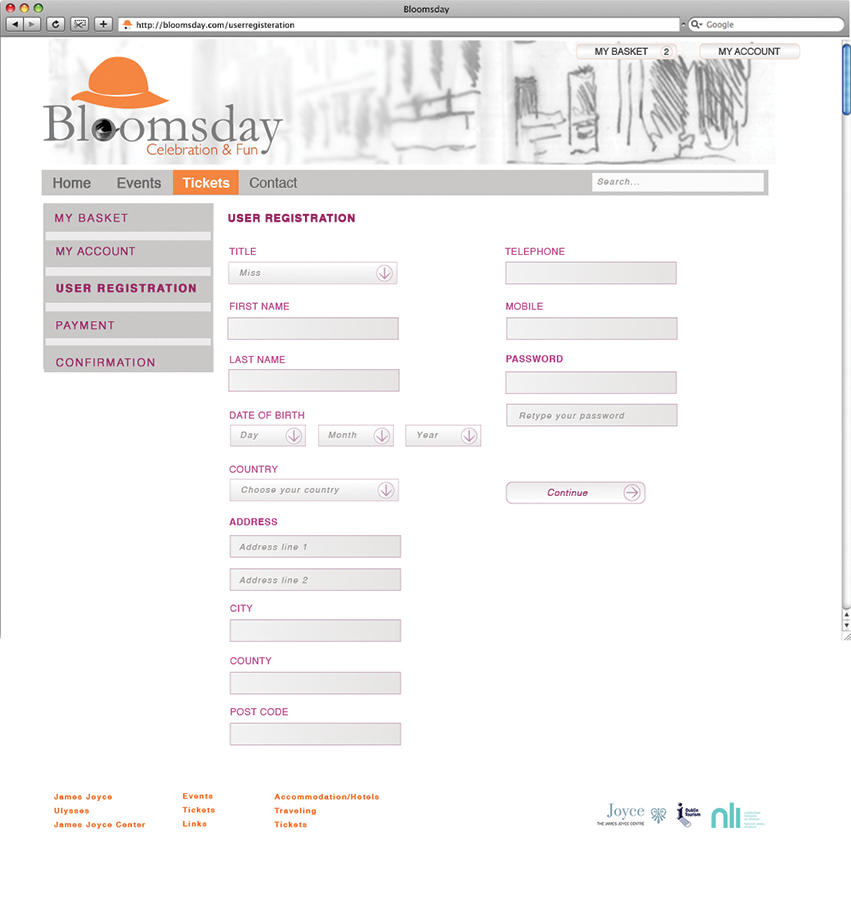 Bloomsday
http://bloomsday.com/userregisteration
Google
MY BASKET 2
MY ACCOUNT
Bloomsday
Celebration & Fun
Home
Events
Tickets
Contact
Search...
MY BASKET
MY ACCOUNT
USER REGISTRATION
PAYMENT
CONFIRMATION
USER REGISTRATION
TITLE
Miss
FIRST NAME
LAST NAME
DATE OF BIRTH
Day
Month
Year
COUNTRY
Choose your country
ADDRESS
Address line 1
Address line 2
CITY
COUNTY
POST CODE
TELEPHONE
MOBILE
PASSWORD
Retype your password
Continue
James Joyce
Ulysses
James Joyce Center
Events
Tickets
Links
Accommodation/Hotels
Traveling
Tickets
Joyce
THE JAMES JOYCE CENTRE
Dublin
Tourism
nli